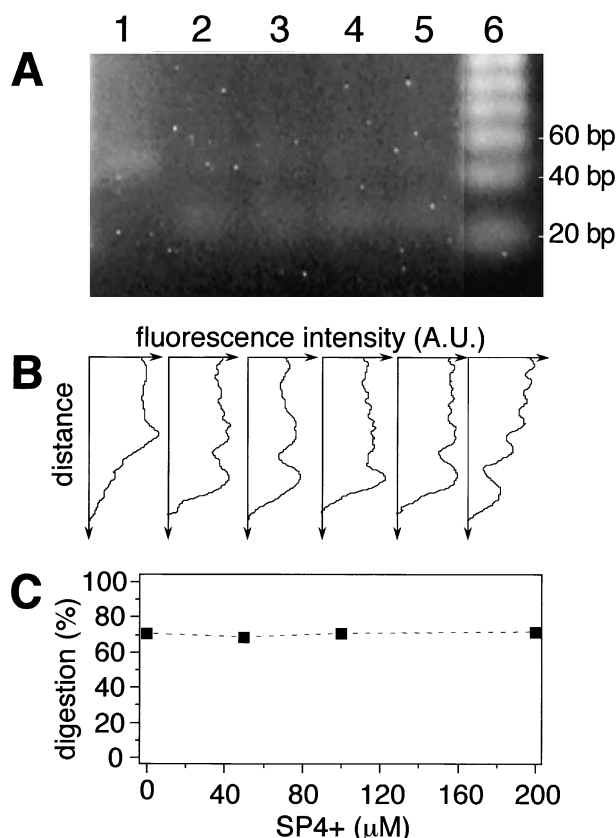 1 2 3 4 5 6
A
60 bp
40 bp
20 bp
fluorescence intensity (A.U.)
B
distance
C
digestion (%)
100
80
60
40
20
0
0 40 80 120 160 200
SP4+ (μM)